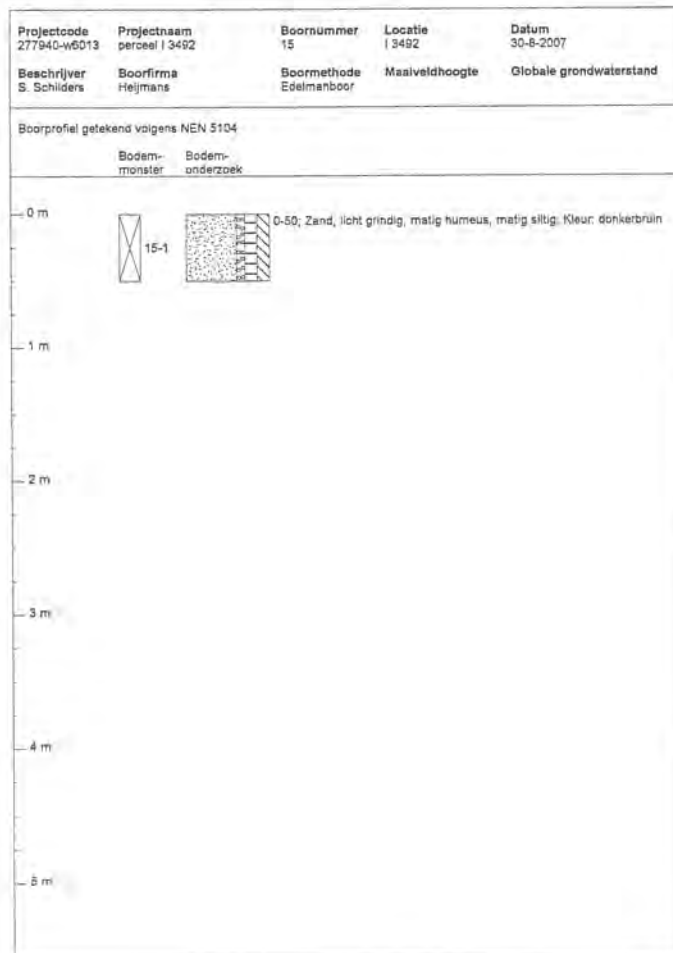 Projectcode Projectnaam Boornummer Locatie Datum
277940-w6013 perceel I 3492 15 I 3492 30-8-2007
Beschrijver Boorfirma Boormethode Maaiveldhoogte Globale grondwaterstand
S. Schilders Heijmans Edelmanboor
Boorprofiel getekend volgens NEN 5104
Bodem- Bodem-
monster onderzoek
0 m
15-1 0-50; Zand, licht grindig, matig humeus, matig siltig; Kleur: donkerbruin
1 m
2 m
3 m
4 m
5 m